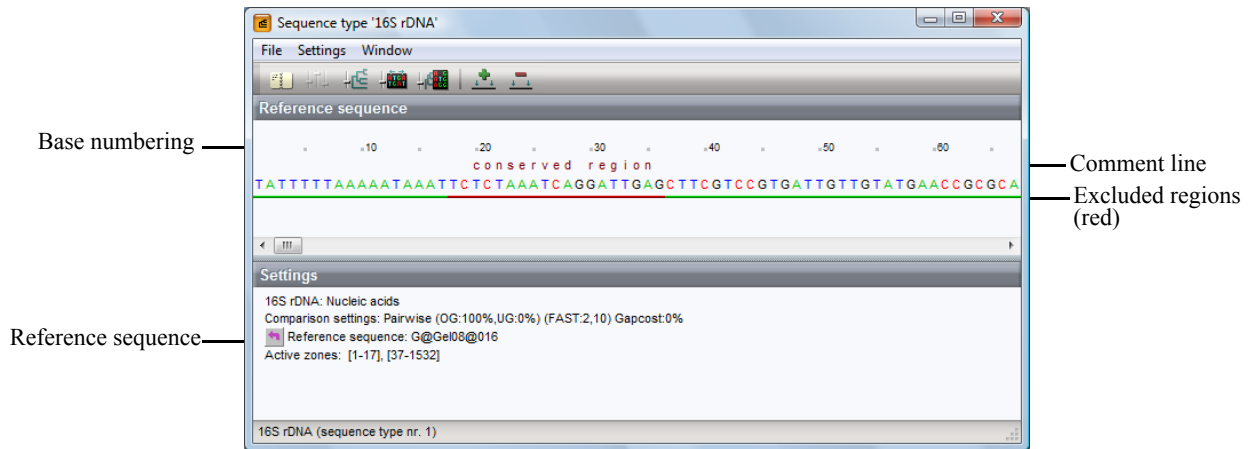 Sequence type '16S rDNA'
File Settings Window
Reference sequence
Base numbering
10 20 30 40 50 60
conserved region
Comment line
TATTTTTAAAAATAAATTCTCTAAATCAGGATTGAGCTTCGTCCGTGATTGTTGTATGAACCGCGCA
Excluded regions
(red)
Settings
16S rDNA: Nucleic acids
Comparison settings: Pairwise (OG:100%,UG:0%) (FAST:2,10) Gapcost:0%
Reference sequence
Reference sequence: G@Gel08@016
Active zones: [1-17], [37-1532]
16S rDNA (sequence type nr. 1)